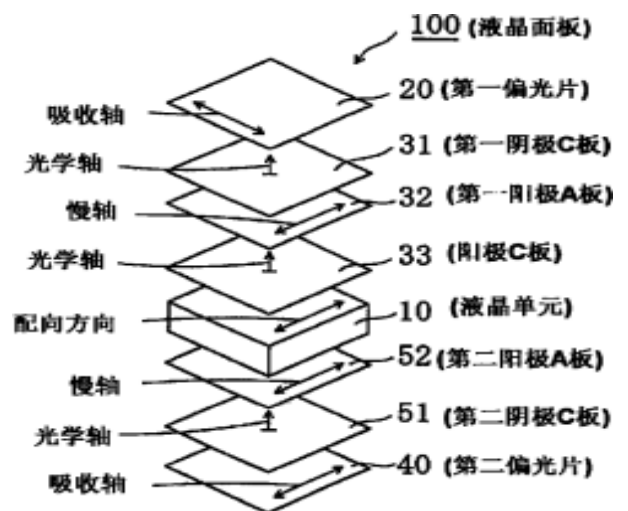 100 (液晶面板)
20 (第一偏光片)
吸收轴
31 (第一阴极C板)
光学轴
32 (第一阳极A板)
慢轴
33 (阳极C板)
光学轴
10 (液晶单元)
配向方向
52 (第二阳极A板)
慢轴
51 (第二阴极C板)
光学轴
40 (第二偏光片)
吸收轴